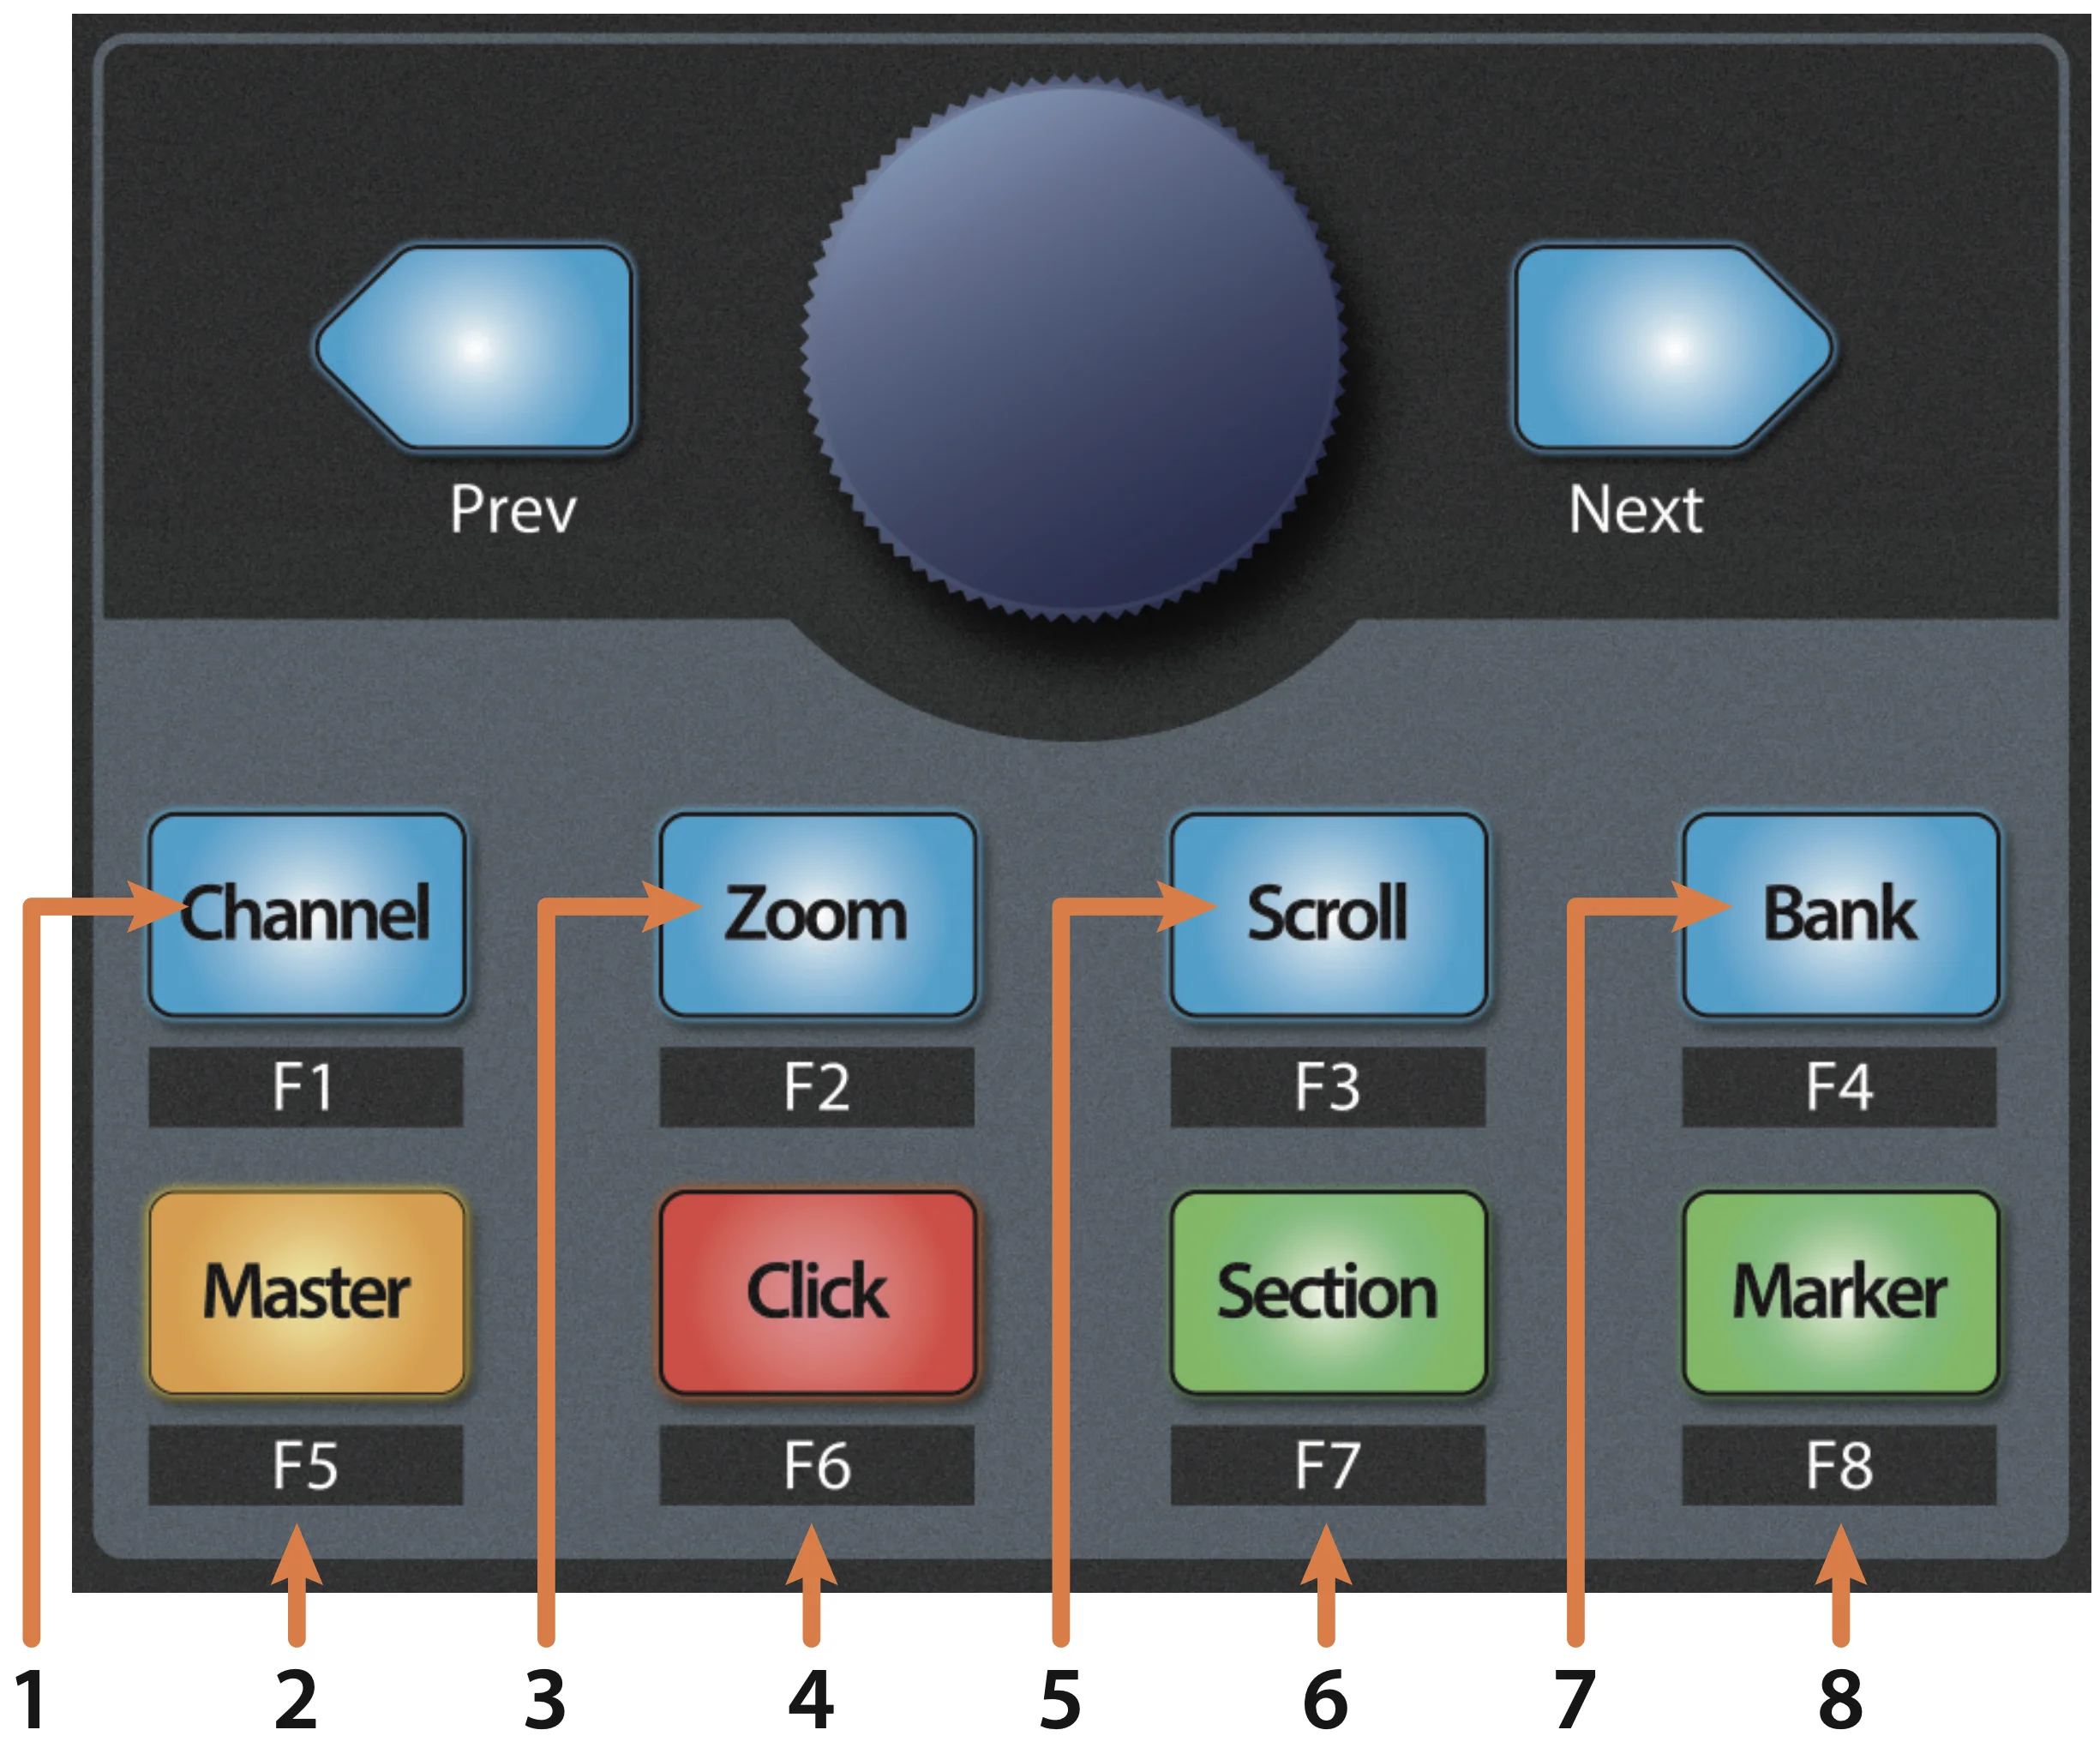 Prev Next
Channel Zoom Scroll Bank
F1 F2 F3 F4
Master Click Section Marker
F5 F6 F7 F8
1 2 3 4 5 6 7 8